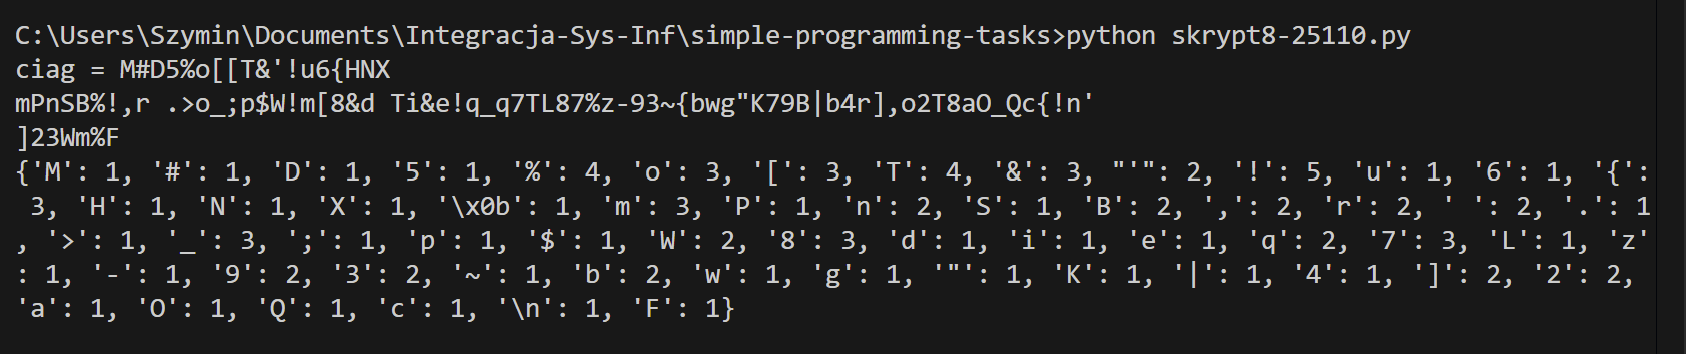 C:\Users\Szymin\Documents\Integracja-Sys-Inf\simple-programming-tasks>python skrypt8-25110.py
ciag = M#D5%o[[T&'!u6{HNX
mPnSB%!,r .>o_;p$W!m[8&d Ti&e!q_q7TL87%z-93~{bwg"K79B|b4r],o2T8aO_Qc{!n'
]23Wm%F
{'M': 1, '#': 1, 'D': 1, '5': 1, '%': 4, 'o': 3, '[': 3, 'T': 4, '&': 3, "'": 2, '!': 5, 'u': 1, '6': 1, '{':
 3, 'H': 1, 'N': 1, 'X': 1, '\x0b': 1, 'm': 3, 'P': 1, 'n': 2, 'S': 1, 'B': 2, ',': 2, 'r': 2, ' ': 2, '.': 1
, '>': 1, '_': 3, ';': 1, 'p': 1, '$': 1, 'W': 2, '8': 3, 'd': 1, 'i': 1, 'e': 1, 'q': 2, '7': 3, 'L': 1, 'z'
: 1, '-': 1, '9': 2, '3': 2, '~': 1, 'b': 2, 'w': 1, 'g': 1, '"': 1, 'K': 1, '|': 1, '4': 1, ']': 2, '2': 2,
'a': 1, 'O': 1, 'Q': 1, 'c': 1, '\n': 1, 'F': 1}